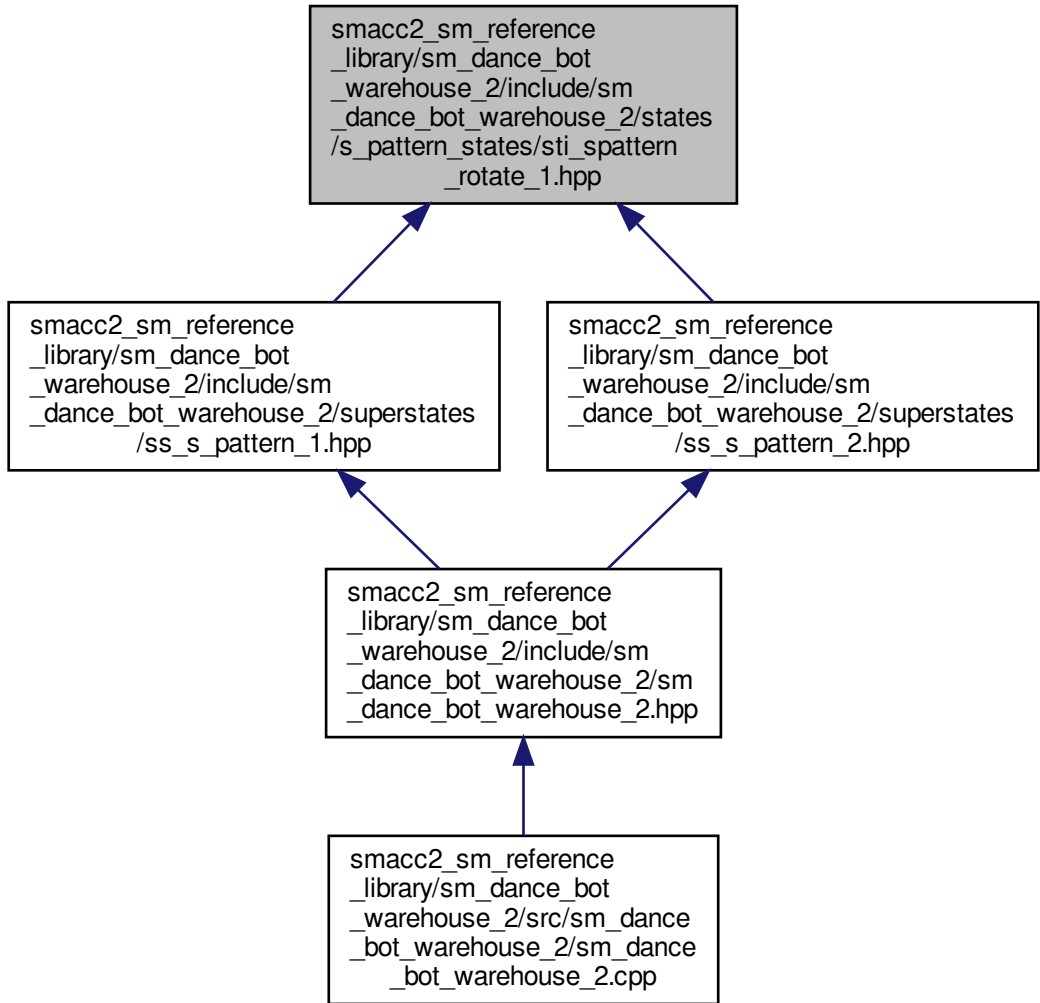 smacc2_sm_reference
_library/sm_dance_bot
_warehouse_2/include/sm
_dance_bot_warehouse_2/states
/s_pattern_states/sti_spattern
_rotate_1.hpp
smacc2_sm_reference
_library/sm_dance_bot
_warehouse_2/include/sm
_dance_bot_warehouse_2/superstates
/ss_s_pattern_1.hpp
smacc2_sm_reference
_library/sm_dance_bot
_warehouse_2/include/sm
_dance_bot_warehouse_2/superstates
/ss_s_pattern_2.hpp
smacc2_sm_reference
_library/sm_dance_bot
_warehouse_2/include/sm
_dance_bot_warehouse_2/sm
_dance_bot_warehouse_2.hpp
smacc2_sm_reference
_library/sm_dance_bot
_warehouse_2/src/sm_dance
_bot_warehouse_2/sm_dance
_bot_warehouse_2.cpp